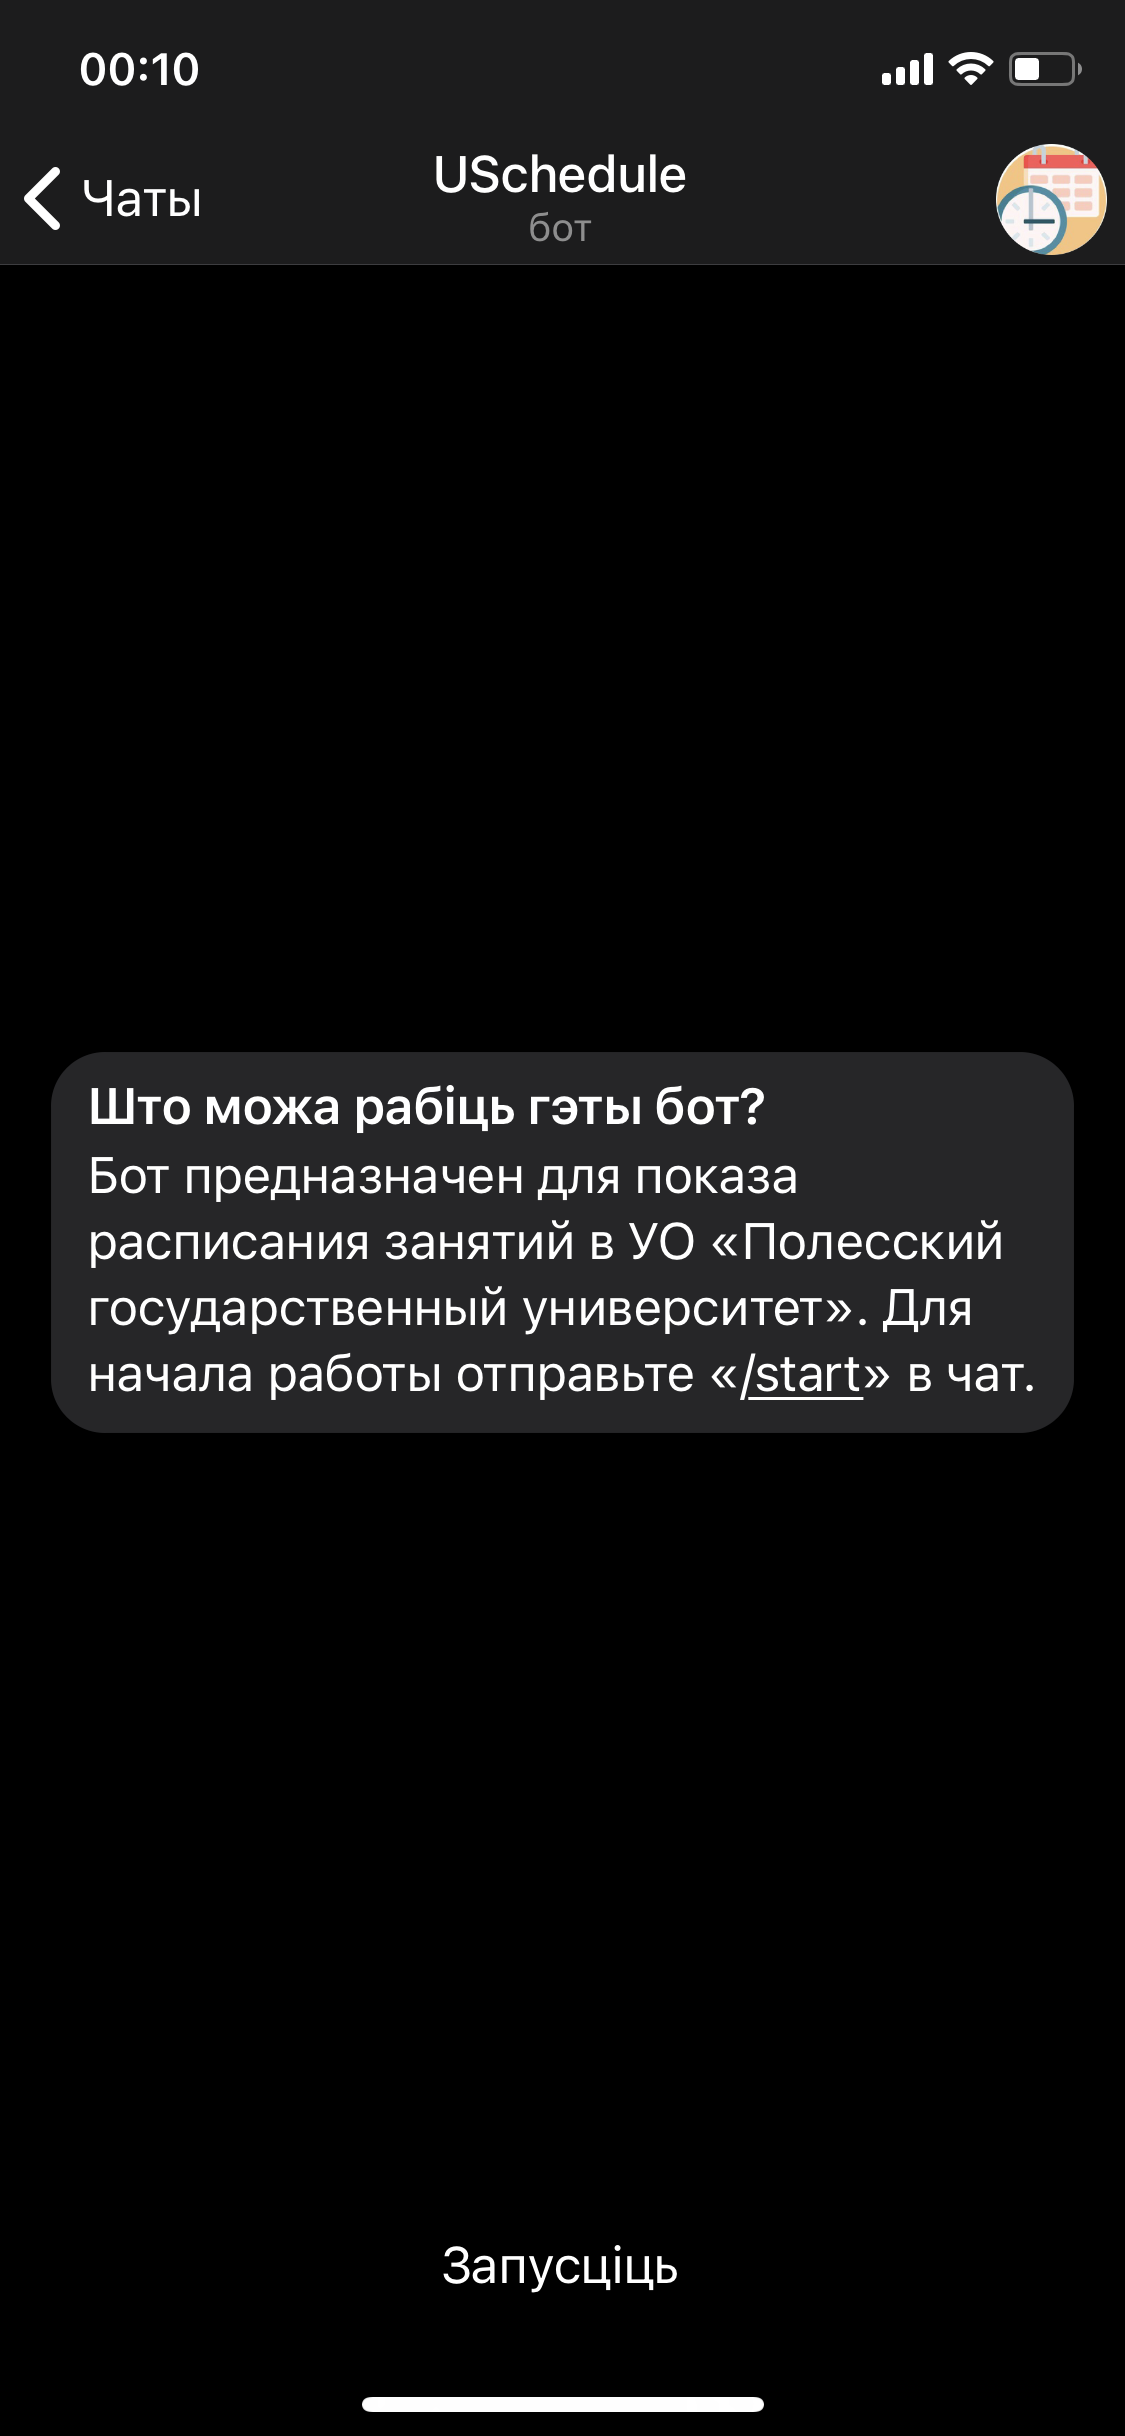 00:10
Чаты
USchedule
бот
Што можа рабіць гэты бот?
Бот предназначен для показа
расписания занятий в УО «Полесский
государственный университет». Для
начала работы отправьте «/start» в чат.
Запусціць